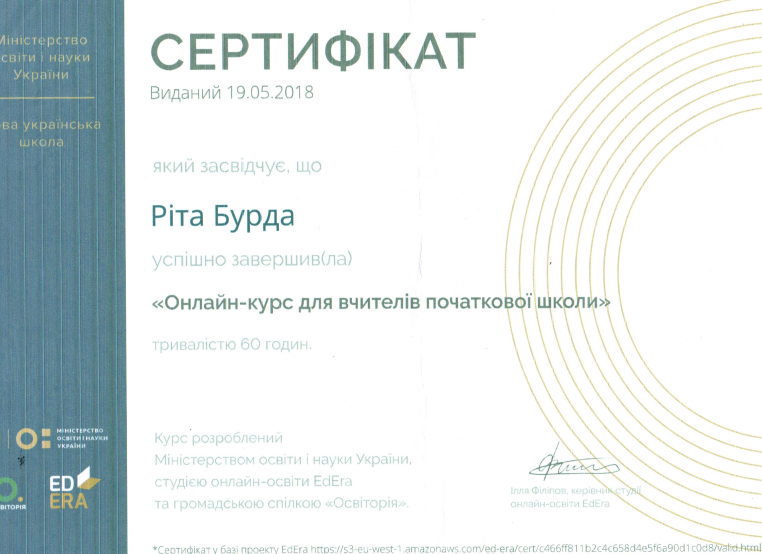 Міністерство
світи і науки
України
ва українська
школа
СЕРТИФІКАТ
Виданий 19.05.2018
який засвідчує, що
Ріта Бурда
успішно завершив(ла)
«Онлайн-курс для вчителів початкової школи»
тривалістю 60 годин.
Курс розроблений
Міністерством освіти і науки України,
студією онлайн-освіти EdEra
та громадською спілкою «Освіторія».
МІНІСТЕРСТВО
ОСВІТИ І НАУКИ
УКРАЇНИ
ВІТОРІЯ
ED
ERA
Ілля Філіпов, керівник студії
онлайн-освіти EdEra
*Сертифікат у базі проекту EdEra https://s3-eu-west-1.amazonaws.com/ed-era/cert/c466ff811b2c4c658d4e5f6a90d1c0d8/valid.html